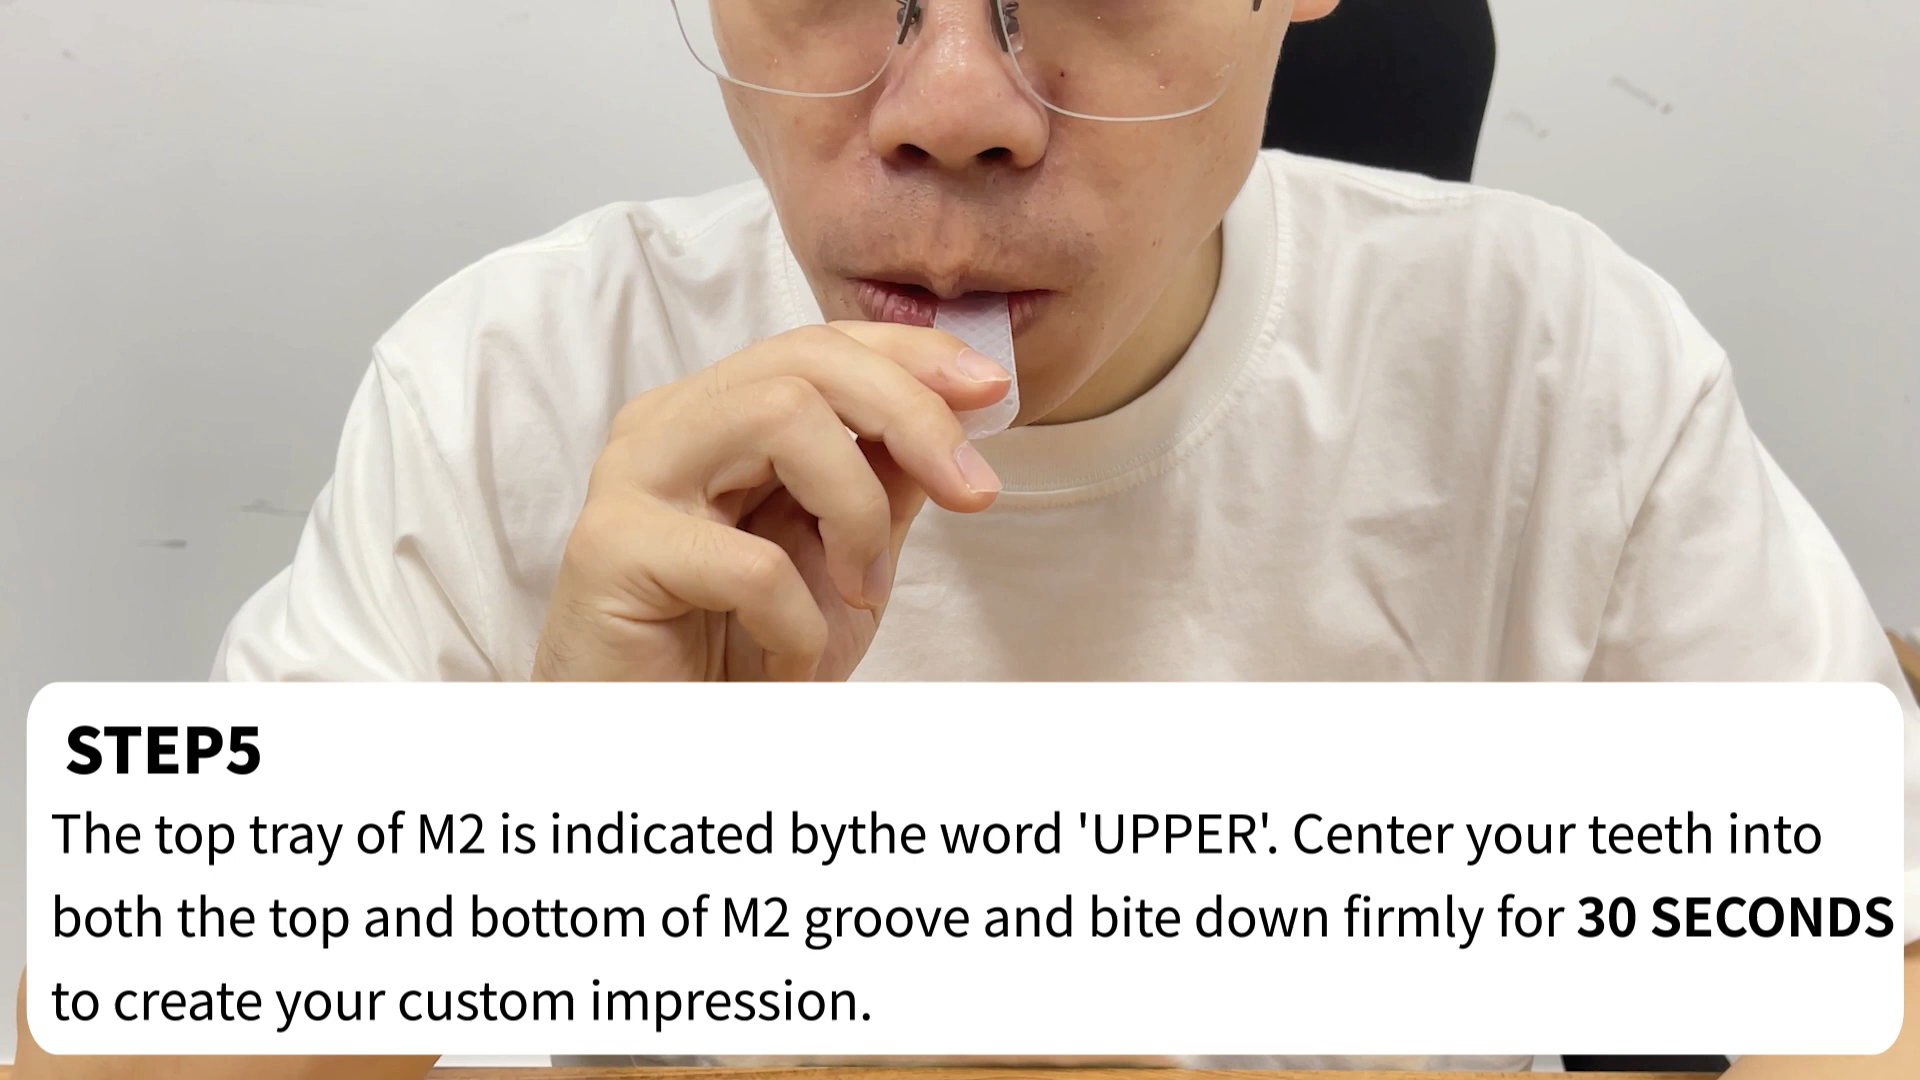 STEP5
The top tray of M2 is indicated bythe word 'UPPER'. Center your teeth into
both the top and bottom of M2 groove and bite down firmly for 30 SECONDS
to create your custom impression.